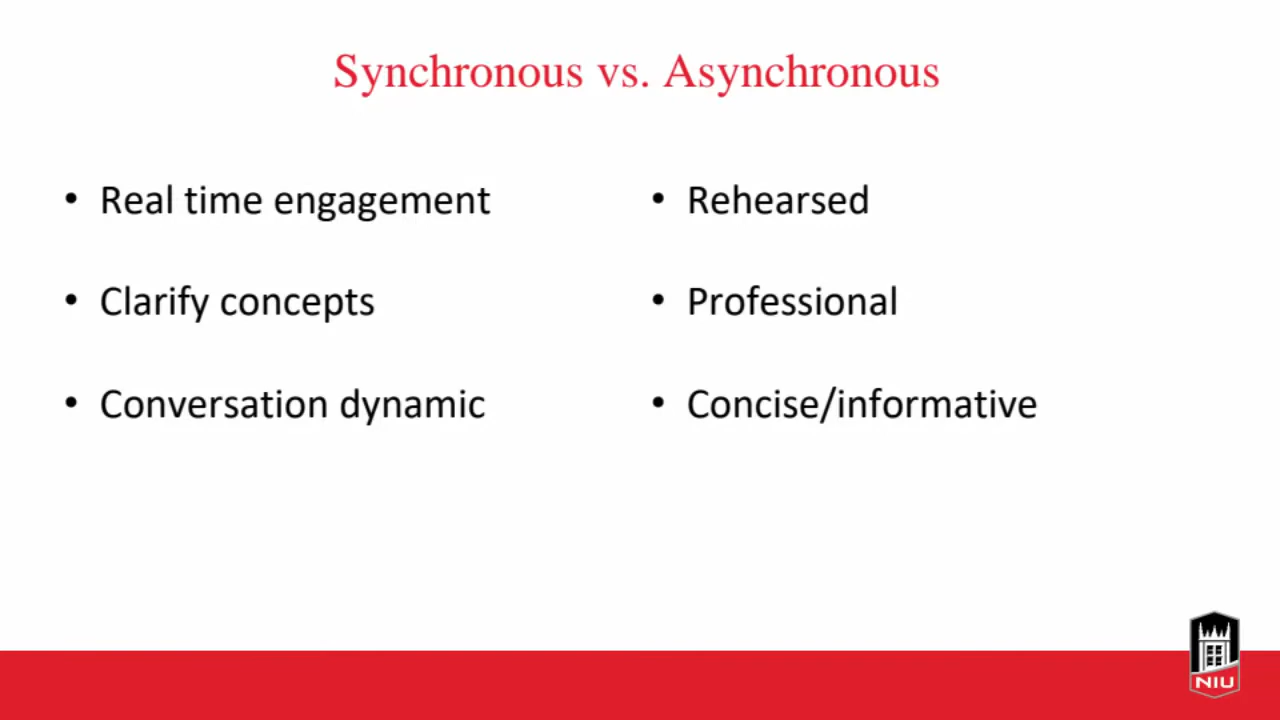 Synchronous vs. Asynchronous
• Real time engagement
• Clarify concepts
• Conversation dynamic
• Rehearsed
• Professional
• Concise/informative
NIU